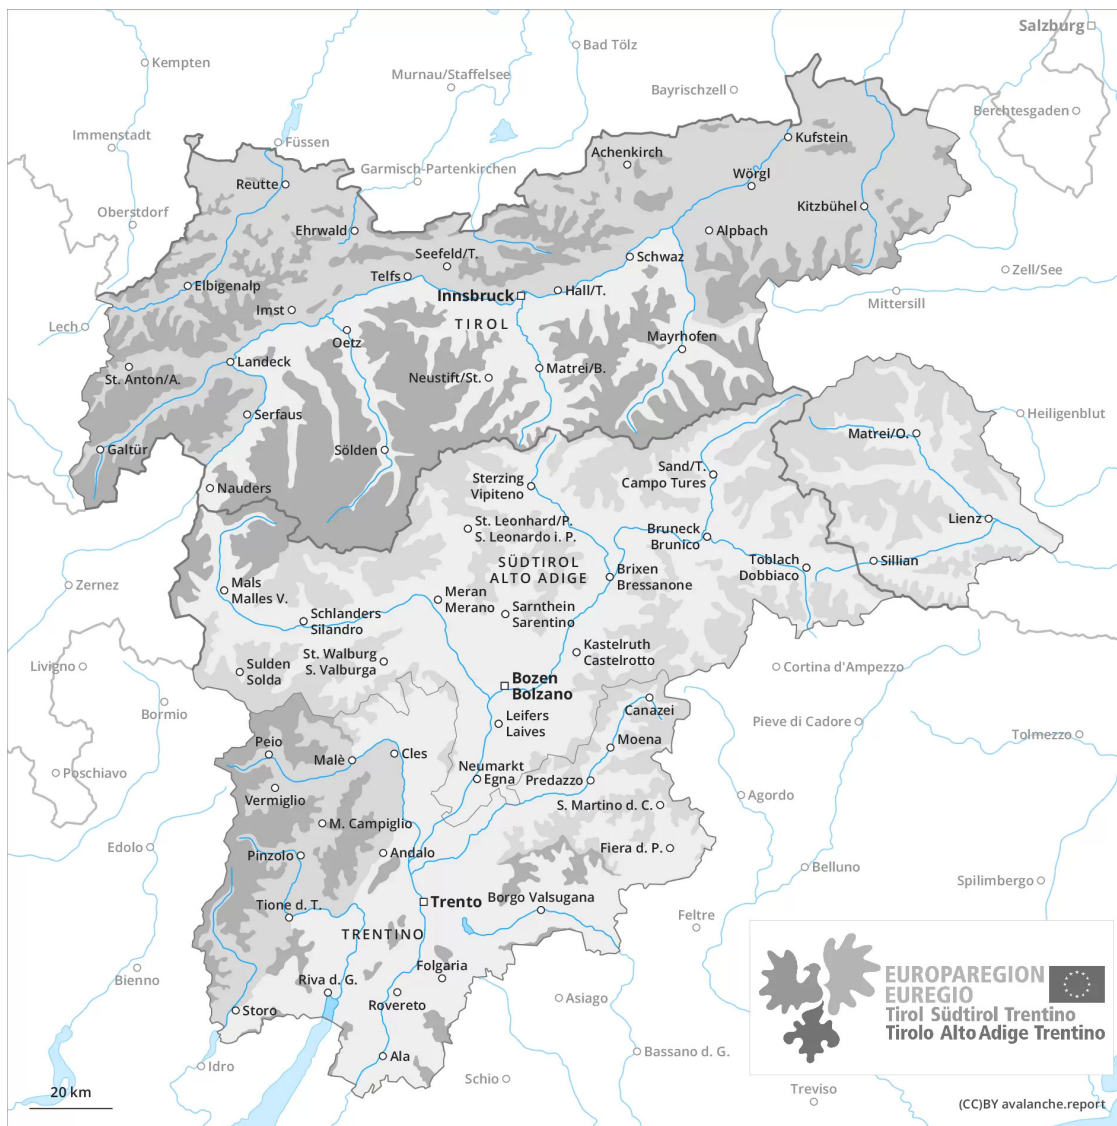 Salzburg
Bad Tölz
Kempten
Murnau/Staffelsee
Bayrischzell
Berchtesgaden
Immenstadt
Füssen
Kufstein
Achenkirch
Garmisch-Partenkirchen
Wörgl
Reutte
Kitzbühel
Oberstdorf
Ehrwald
Alpbach
Seefeld/T.
Schwaz
Telfs
Zell/See
Elbigenalp
Innsbruck
Hall/T.
Mittersill
Imst
TIROL
Lech
Oetz
Mayrhofen
Landeck
Matrei/B.
St. Anton/A.
Neustift/St.
Serfaus
Heiligenblut
Matrei/O.
Galtür
Sölden
Sand/T.
Campo Tures
Sterzing
Vipiteno
Nauders
St. Leonhard/P.
S. Leonardo i. P.
Lienz
Bruneck
Brunico
SÜDTIROL
ALTO ADIGE
Toblach
Dobbiaco
Sillian
Brixen
Bressanone
Zernez
Mals
Malles V.
Meran
Merano
Sarnthein
Sarentino
Schlanders
Silandro
Kastelruth
Castelrotto
St. Walburg
S. Valburga
Livigno
Sulden
Solda
Cortina d'Ampezzo
Bozen
Bolzano
Bormio
Canazei
Leifers
Laives
Pieve di Cadore
Tolmezzo
Peio
Moena
Malè
Cles
Poschiavo
Neumarkt
Egna
Predazzo
Vermiglio
S. Martino d. C.
Agordo
M. Campiglio
Edolo
Pinzolo
Andalo
Fiera d. P.
Belluno
Spilimbergo
Tione d. T.
Trento
Borgo Valsugana
Feltre
TRENTINO
Bienno
Folgaria
Riva d. G.
EUROPAREGION
EUREGIO
Tirol Südtirol Trentino
Tirolo Alto Adige Trentino
Storo
Rovereto
Asiago
Ala
Bassano d. G.
Idro
Schio
Treviso
20 km
(CC)BY avalanche.report